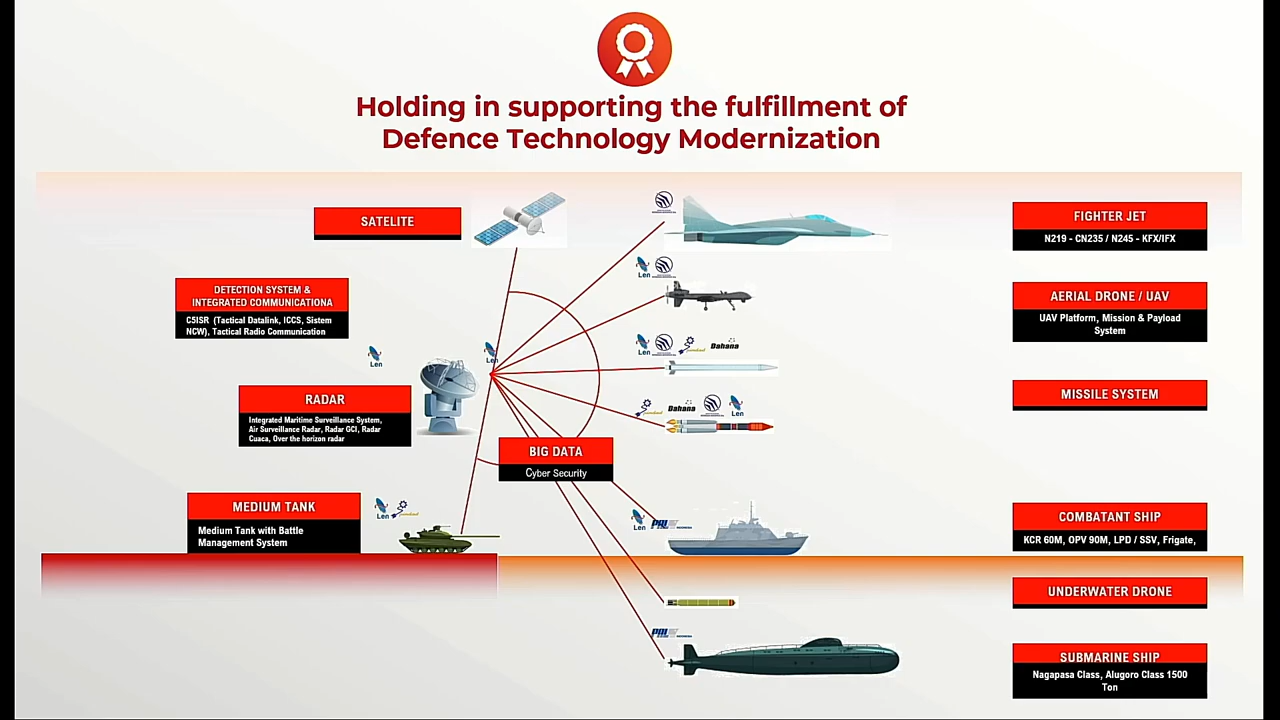 Holding in supporting the fulfillment of
Defence Technology Modernization
SATELITE
FIGHTER JET
N219 - CN235 / N245 - KFX/IFX
DETECTION SYSTEM &
INTEGRATED COMMUNICATIONA
C5ISR (Tactical Datalink, ICCS, Sistem
NCW), Tactical Radio Communication
Len
AERIAL DRONE / UAV
UAV Platform, Mission & Payload
System
Len
Len
Len
Dahana
RADAR
Integrated Maritime Surveillance System,
Air Surveillance Radar, Radar GCI, Radar
Cuaca, Over the horizon radar
MISSILE SYSTEM
Dahana
Len
BIG DATA
Cyber Security
MEDIUM TANK
Medium Tank with Battle
Management System
Len
Len
PAL
COMBATANT SHIP
KCR 60M, OPV 90M, LPD / SSV, Frigate,
UNDERWATER DRONE
PAL
SUBMARINE SHIP
Nagapasa Class, Alugoro Class 1500
Ton